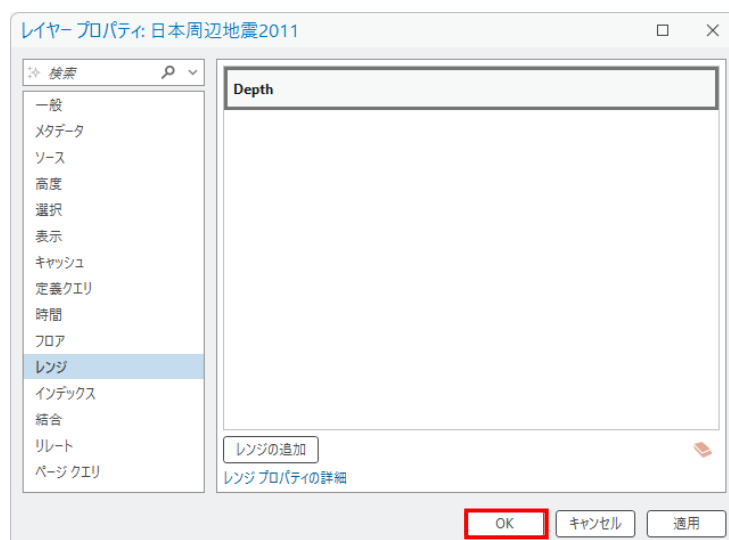 レイヤー プロパティ: 日本周辺地震2011
検索
一般
メタデータ
ソース
高度
選択
表示
キャッシュ
定義クエリ
時間
フロア
レンジ
インデックス
結合
リレート
ページ クエリ
Depth
レンジの追加
レンジ プロパティの詳細
OK
キャンセル
適用